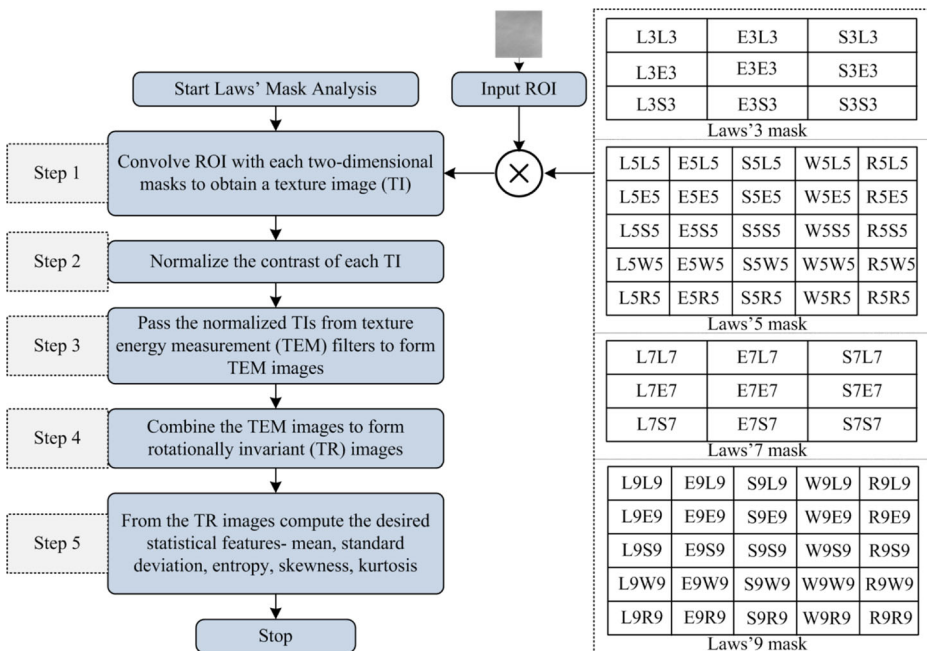 Start Laws’ Mask Analysis
Input ROI
Step 1
Convolve ROI with each two-dimensional
masks to obtain a texture image (TI)
Step 2
Normalize the contrast of each TI
Step 3
Pass the normalized TIs from texture
energy measurement (TEM) filters to form
TEM images
Step 4
Combine the TEM images to form
rotationally invariant (TR) images
Step 5
From the TR images compute the desired
statistical features- mean, standard
deviation, entropy, skewness, kurtosis
Stop
L3L3 E3L3 S3L3
L3E3 E3E3 S3E3
L3S3 E3S3 S3S3
Laws’3 mask
L5L5 E5L5 S5L5 W5L5 R5L5
L5E5 E5E5 S5E5 W5E5 R5E5
L5S5 E5S5 S5S5 W5S5 R5S5
L5W5 E5W5 S5W5 W5W5 R5W5
L5R5 E5R5 S5R5 W5R5 R5R5
Laws’5 mask
L7L7 E7L7 S7L7
L7E7 E7E7 S7E7
L7S7 E7S7 S7S7
Laws’7 mask
L9L9 E9L9 S9L9 W9L9 R9L9
L9E9 E9E9 S9E9 W9E9 R9E9
L9S9 E9S9 S9S9 W9S9 R9S9
L9W9 E9W9 S9W9 W9W9 R9W9
L9R9 E9R9 S9R9 W9R9 R9R9
Laws’9 mask